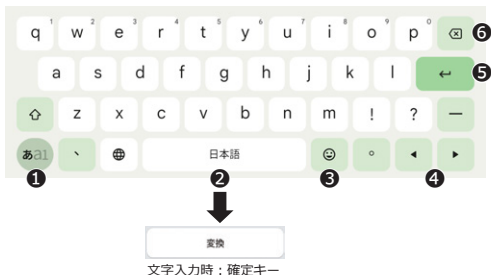 q 1 w 2 e 3 r 4 t 5 y 6 u 7 i 8 o 9 p 0 ❻
a s d f g h j k l ❺
z x c v b n m ! ? ー
あa1 、 日本語 。
❶ ❷ ❸ ❹
変換
文字入力時：確定キー